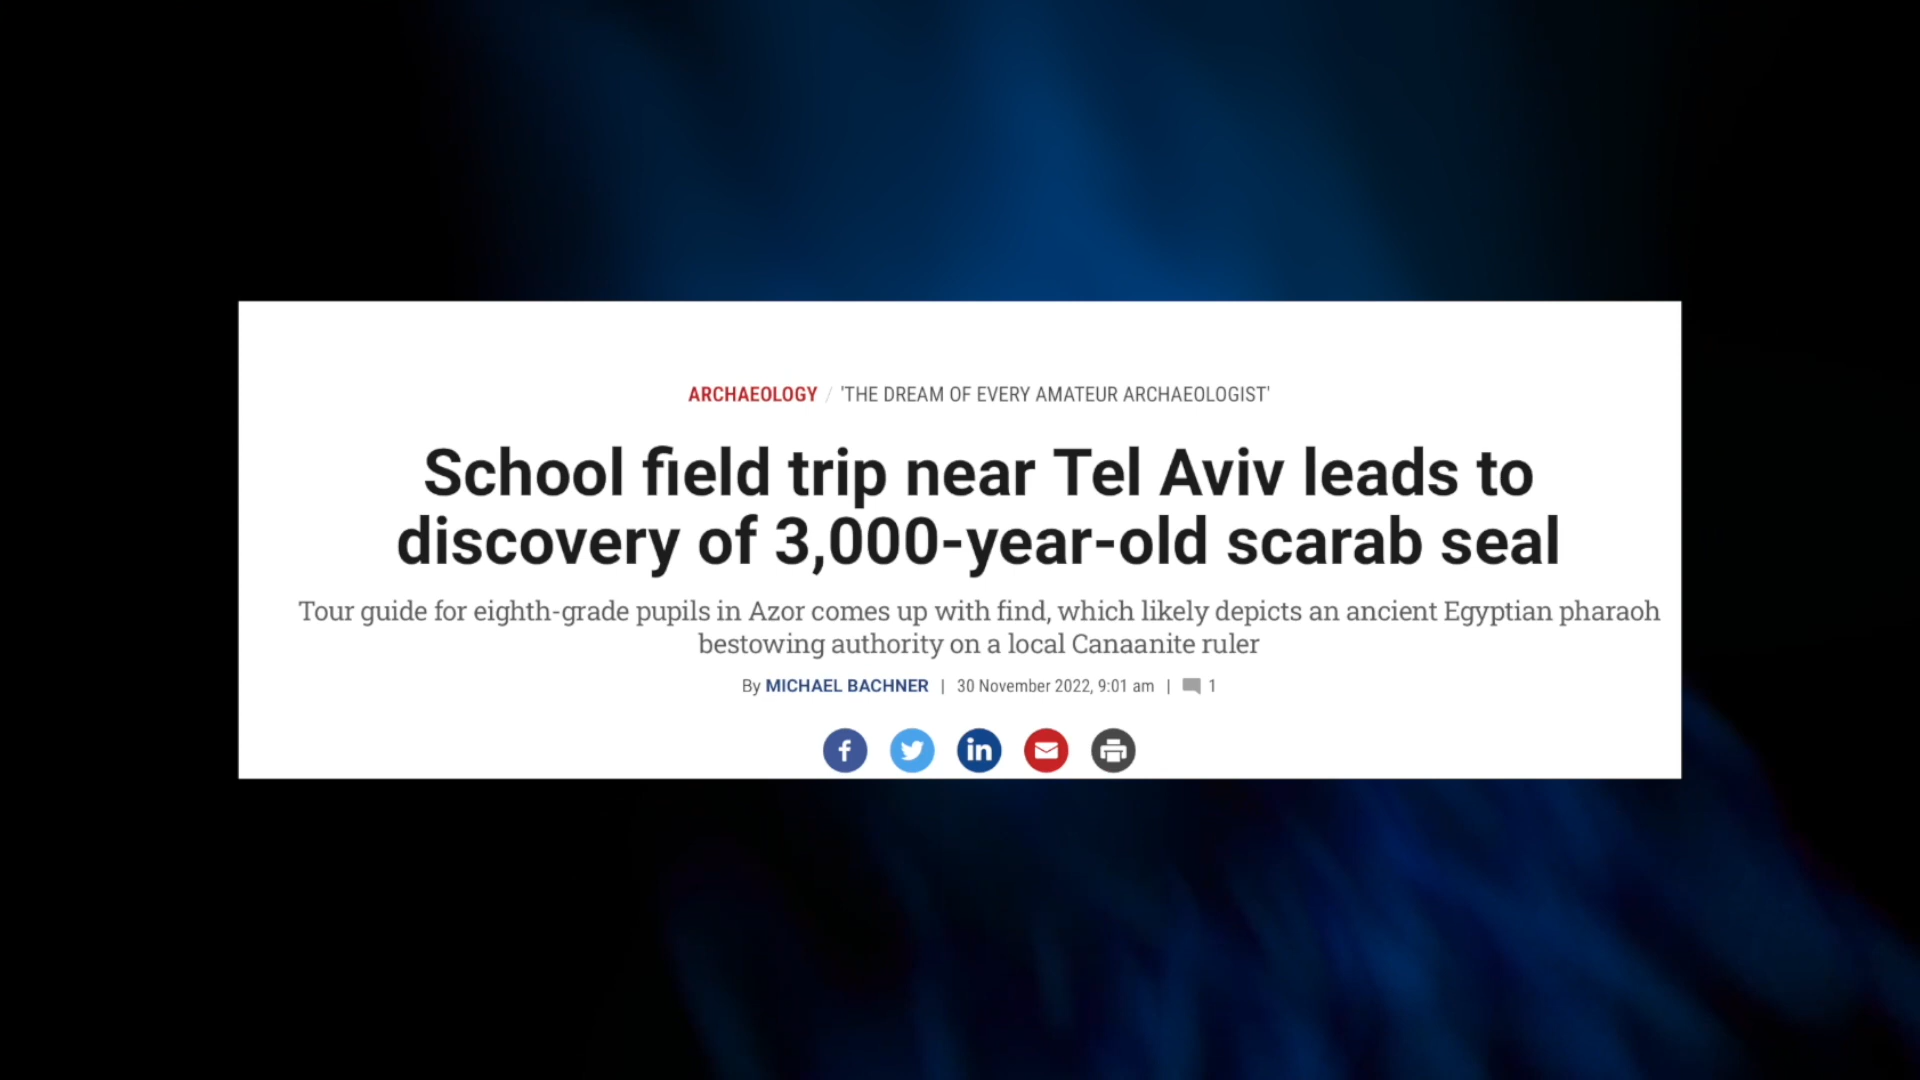 ARCHAEOLOGY / 'THE DREAM OF EVERY AMATEUR ARCHAEOLOGIST'
School field trip near Tel Aviv leads to
discovery of 3,000-year-old scarab seal
Tour guide for eighth-grade pupils in Azor comes up with find, which likely depicts an ancient Egyptian pharaoh
bestowing authority on a local Canaanite ruler
By MICHAEL BACHNER | 30 November 2022, 9:01 am | 1
f in